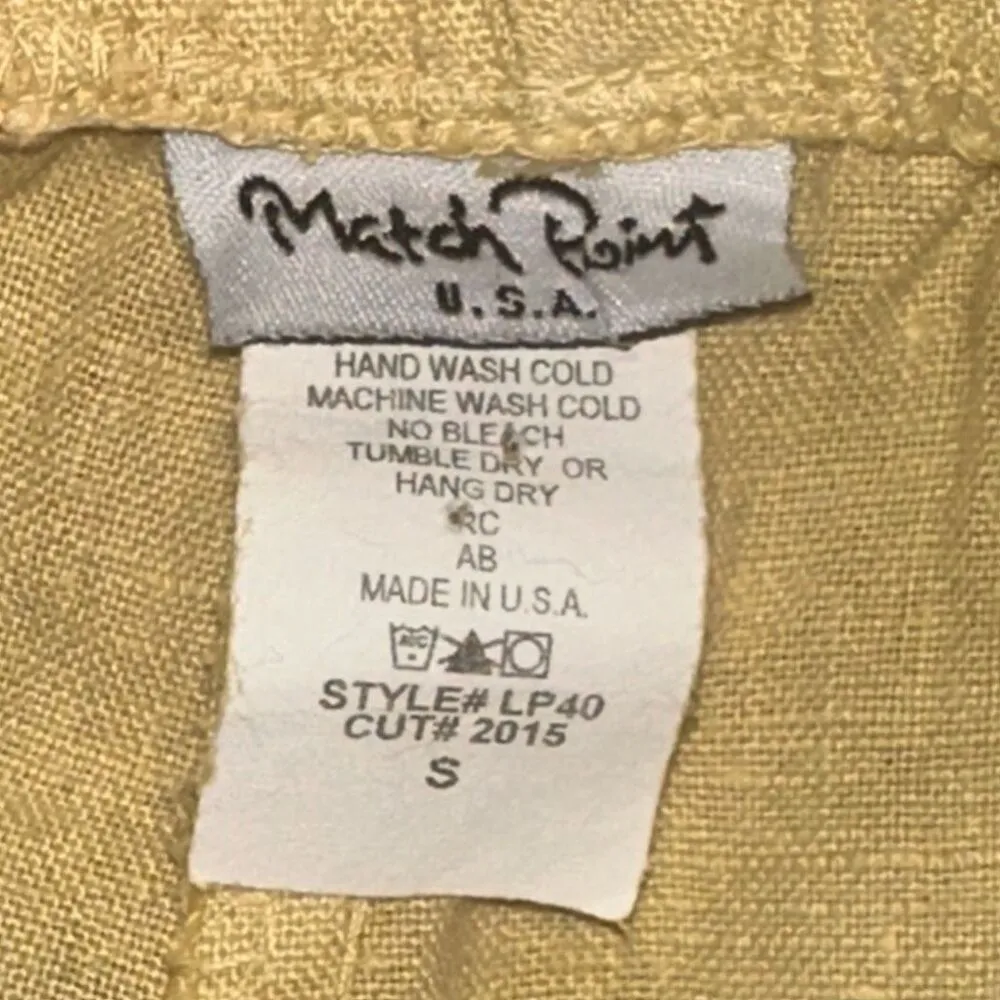 Match Point
U.S.A.
HAND WASH COLD
MACHINE WASH COLD
NO BLEACH
TUMBLE DRY OR
HANG DRY
RC
AB
MADE IN U.S.A.
STYLE# LP40
CUT# 2015
S